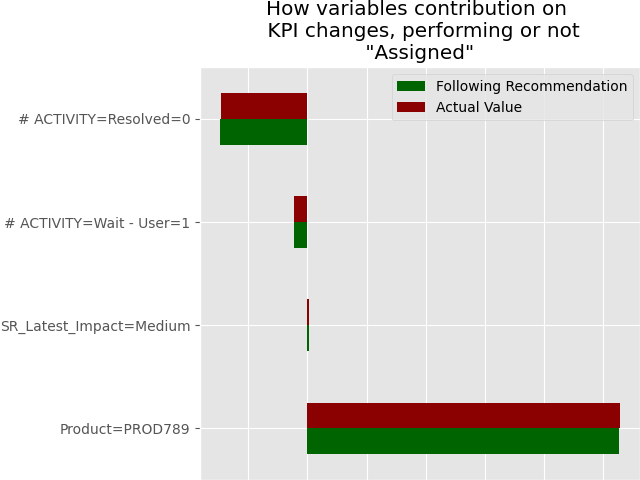 How variables contribution on
KPI changes, performing or not
"Assigned"
Following Recommendation
Actual Value
# ACTIVITY=Resolved=0
# ACTIVITY=Wait - User=1
SR_Latest_Impact=Medium
Product=PROD789